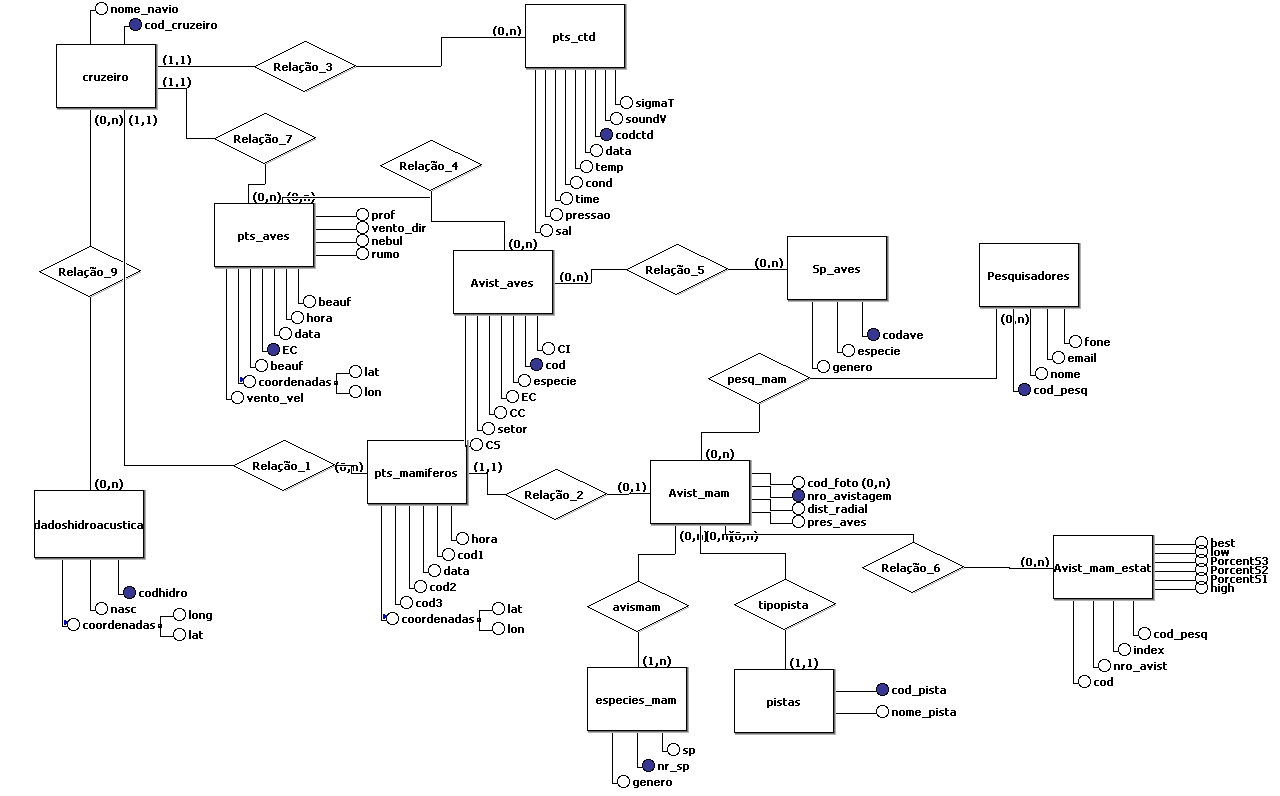 nome_navio
cod_cruzeiro
cruzeiro
(1,1)
(1,1)
(0,n) (1,1)
Relação_3
(0,n)
pts_ctd
sigmaT
soundV
codctd
data
temp
cond
time
pressao
sal
Relação_7
Relação_4
(0,n) (0,n)
pts_aves
prof
vento_dir
nebul
rumo
beauf
hora
data
EC
beauf
coordenadas
lat
lon
vento_vel
(0,n)
Avist_aves
(0,n)
CI
cod
especie
EC
CC
setor
CS
Relação_5
(0,n)
Sp_aves
codave
especie
genero
Pesquisadores
(0,n)
fone
email
nome
cod_pesq
pesq_mam
Relação_9
(0,n)
dadoshidroacustica
codhidro
nasc
coordenadas
long
lat
Relação_1
(0,n)
pts_mamiferos
(1,1)
hora
cod1
data
cod2
cod3
coordenadas
lat
lon
Relação_2
(0,1)
(0,n)
Avist_mam
cod_foto (0,n)
nro_avistagem
dist_radial
pres_aves
(0,n)(0,n)(0,n)
Relação_6
(0,n)
Avist_mam_estat
best
low
PorcentS3
PorcentS2
PorcentS1
high
cod_pesq
index
nro_avist
cod
avismam
(1,n)
especies_mam
sp
nr_sp
genero
tipopista
(1,1)
pistas
cod_pista
nome_pista